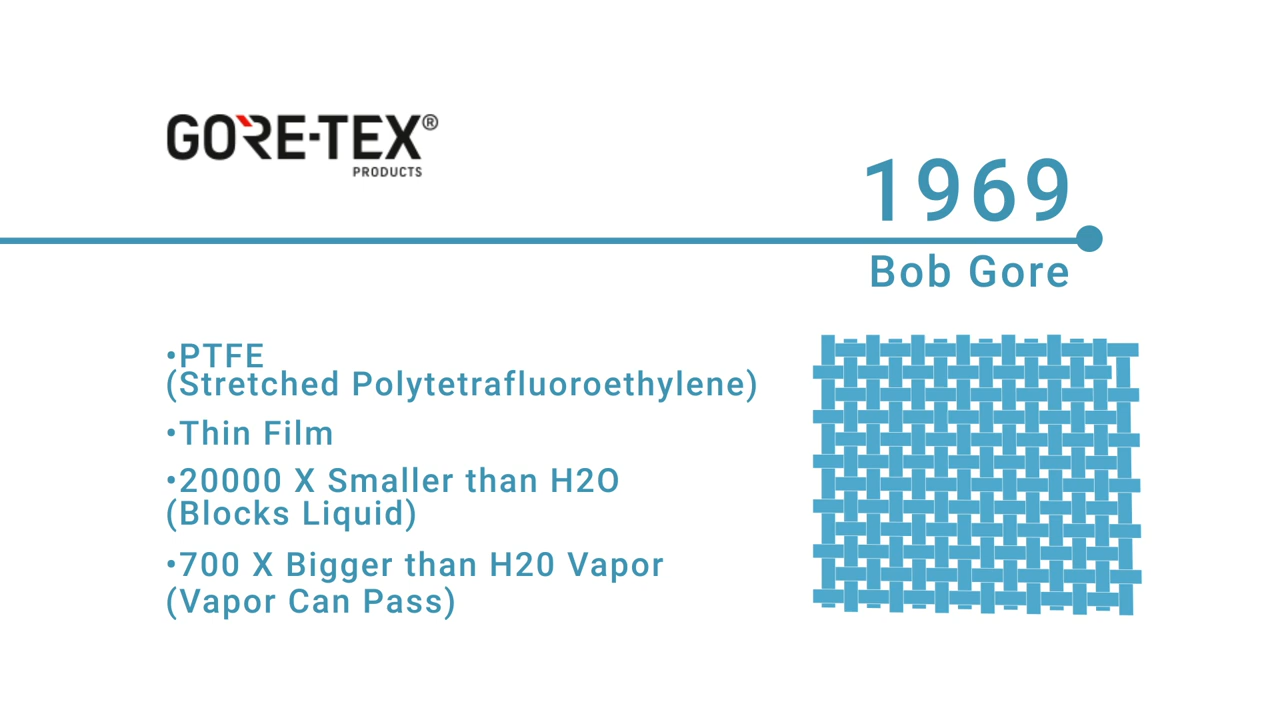 GORE-TEX®
PRODUCTS
1969
Bob Gore
•PTFE
(Stretched Polytetrafluoroethylene)
•Thin Film
•20000 X Smaller than H2O
(Blocks Liquid)
•700 X Bigger than H20 Vapor
(Vapor Can Pass)